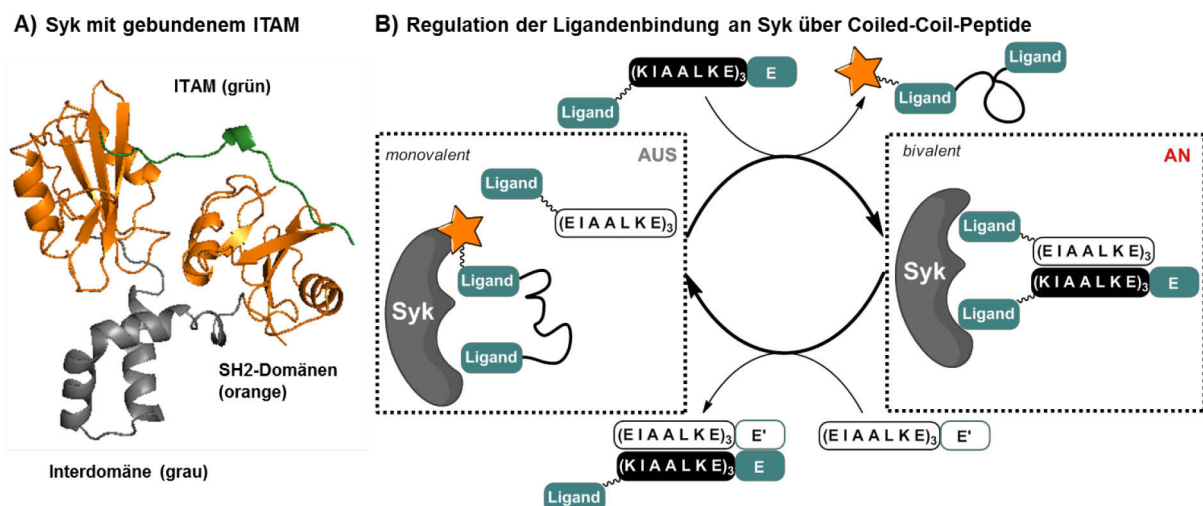 A) Syk mit gebundenem ITAM
ITAM (grün)
SH2-Domänen
(orange)
Interdomäne (grau)
B) Regulation der Ligandenbindung an Syk über Coiled-Coil-Peptide
Ligand
(K I A A L K E)3 E
Ligand
Ligand
monovalent
AUS
Ligand
(E I A A L K E)3
Syk
Ligand
Ligand
bivalent
AN
Ligand
(E I A A L K E)3
Syk
(K I A A L K E)3 E
Ligand
(E I A A L K E)3 E'
(K I A A L K E)3 E
Ligand
(E I A A L K E)3 E'